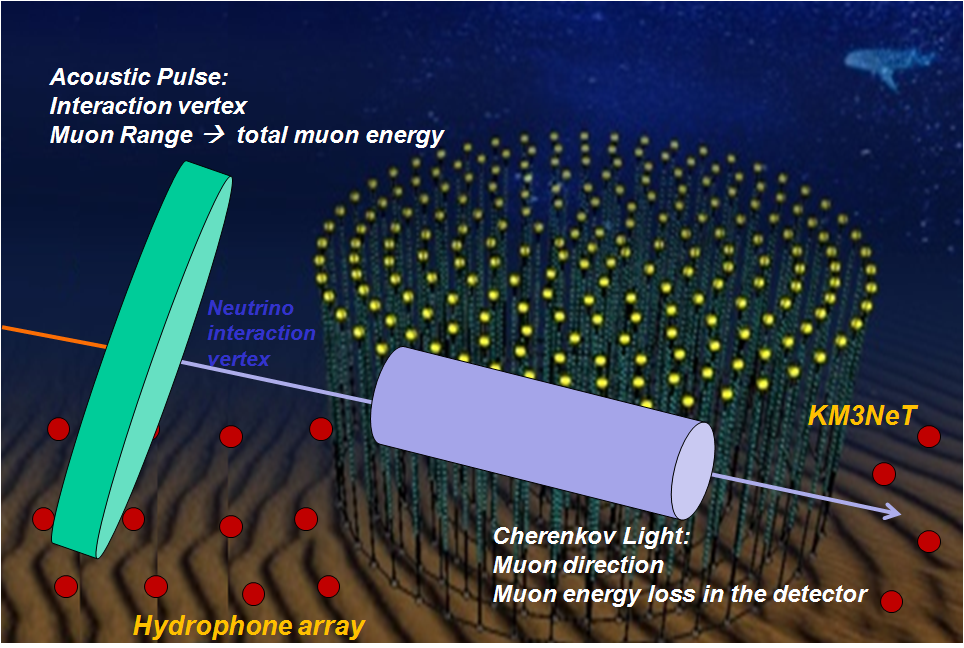 Acoustic Pulse:
Interaction vertex
Muon Range → total muon energy
Neutrino
interaction
vertex
KM3NeT
Cherenkov Light:
Muon direction
Muon energy loss in the detector
Hydrophone array